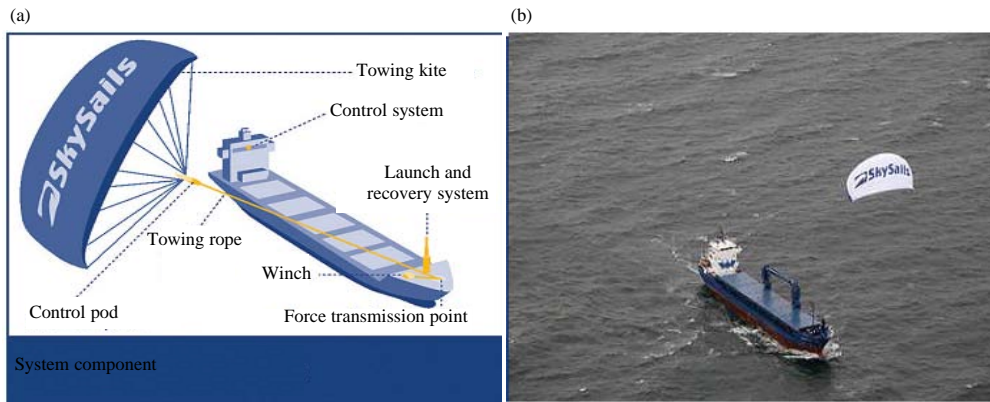 (a)
(b)
SkySails
Towing kite
Control system
Launch and
recovery system
Towing rope
Winch
Control pod
Force transmission point
System component
SkySails